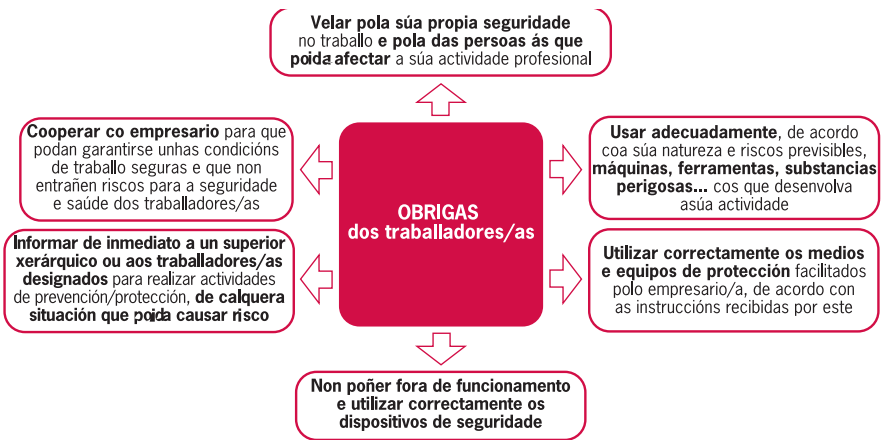 Velar pola súa propia seguridade
no traballo e pola das persoas ás que
poida afectar a súa actividade profesional
Cooperar co empresario para que
podan garantirse unhas condicións
de traballo seguras e que non
entrañen riscos para a seguridade
e saúde dos traballadores/as
Usar adecuadamente, de acordo
coa súa natureza e riscos previsibles,
máquinas, ferramentas, substancias
perigosas... cos que desenvolva
asúa actividade
OBRIGAS
dos traballadores/as
Informar de inmediato a un superior
xerárquico ou aos traballadores/as
designados para realizar actividades
de prevención/protección, de calquera
situación que poida causar risco
Utilizar correctamente os medios
e equipos de protección facilitados
polo empresario/a, de acordo con
as instruccións recibidas por este
Non poñer fora de funcionamento
e utilizar correctamente os
dispositivos de seguridade